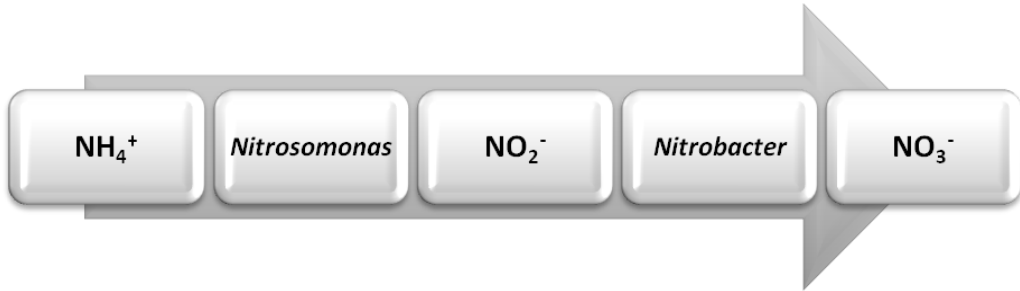 NH₄⁺
Nitrosomonas
NO₂⁻
Nitrobacter
NO₃⁻